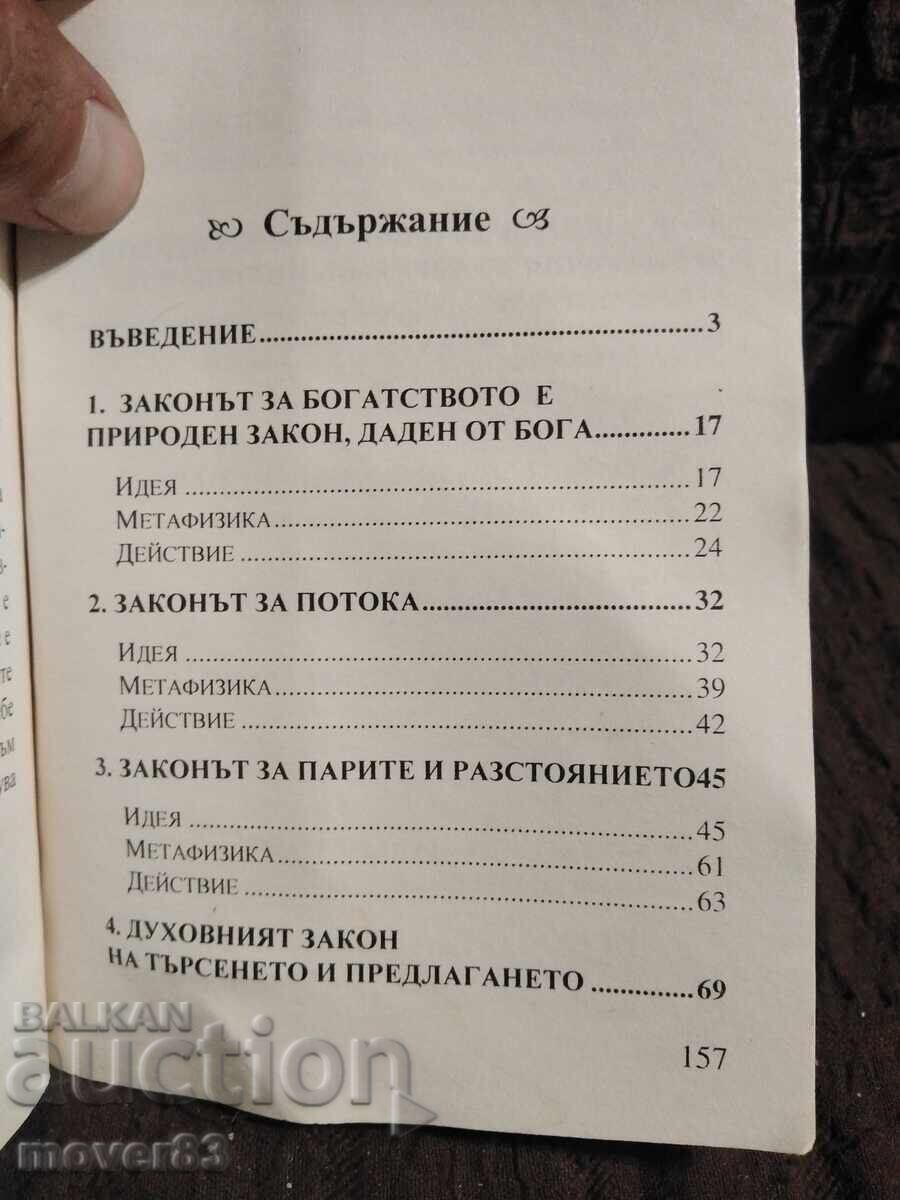 Съдържание
ВЪВЕДЕНИЕ.......................................................... 3
1. ЗАКОНЪТ ЗА БОГАТСТВОТО Е
ПРИРОДЕН ЗАКОН, ДАДЕН ОТ БОГА............. 17
ИДЕЯ ................................................................ 17
МЕТАФИЗИКА.................................................... 22
ДЕЙСТВИЕ ........................................................ 24
2. ЗАКОНЪТ ЗА ПОТОКА..................................... 32
ИДЕЯ ................................................................ 32
МЕТАФИЗИКА.................................................... 39
ДЕЙСТВИЕ ........................................................ 42
3. ЗАКОНЪТ ЗА ПАРИТЕ И РАЗСТОЯНИЕТО45
ИДЕЯ ................................................................ 45
МЕТАФИЗИКА.................................................... 61
ДЕЙСТВИЕ ........................................................ 63
4. ДУХОВНИЯТ ЗАКОН
НА ТЪРСЕНЕТО И ПРЕДЛАГАНЕТО ............. 69
157
BALKAN
auction
mover83